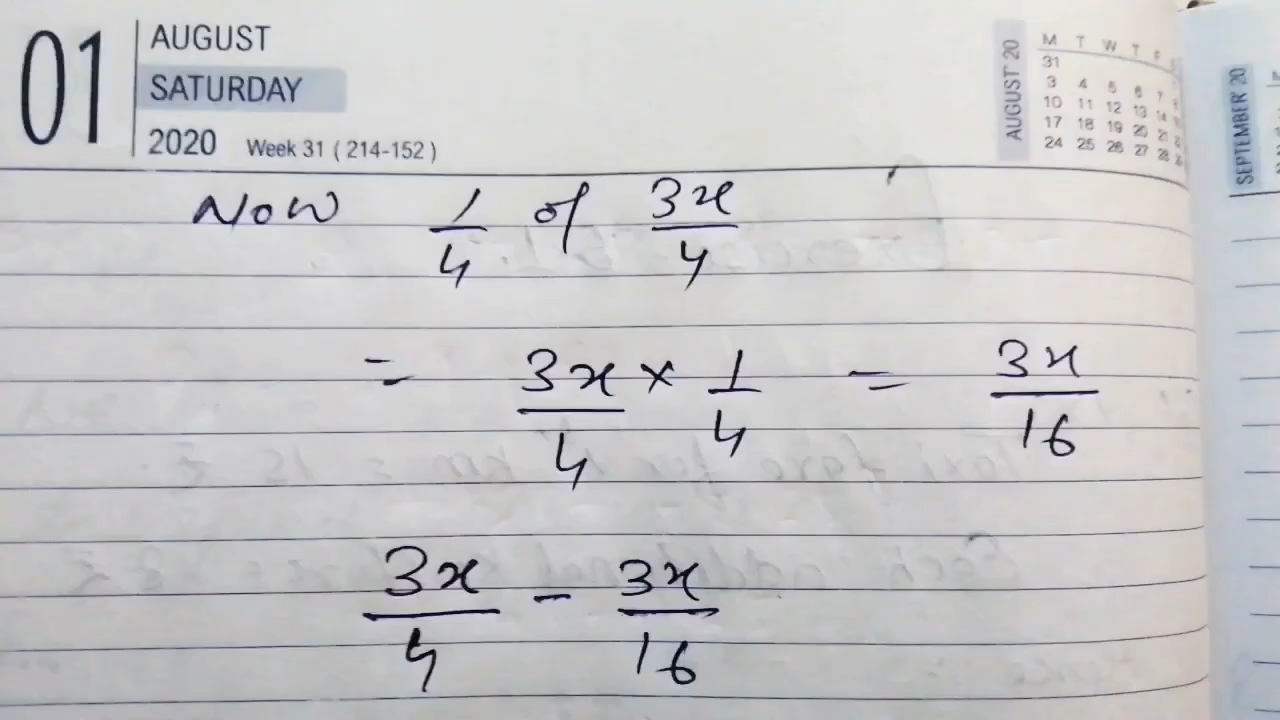 01 AUGUST
SATURDAY
2020 Week 31 ( 214-152 )
AUGUST' 20
M T W T F
31
3 4 5 6 7
10 11 12 13 14
17 18 19 20 21
24 25 26 27 28
SEPTEMBER' 20
Now 1/4 of 3x/4
= 3x/4 × 1/4 = 3x/16
3x/4 - 3x/16